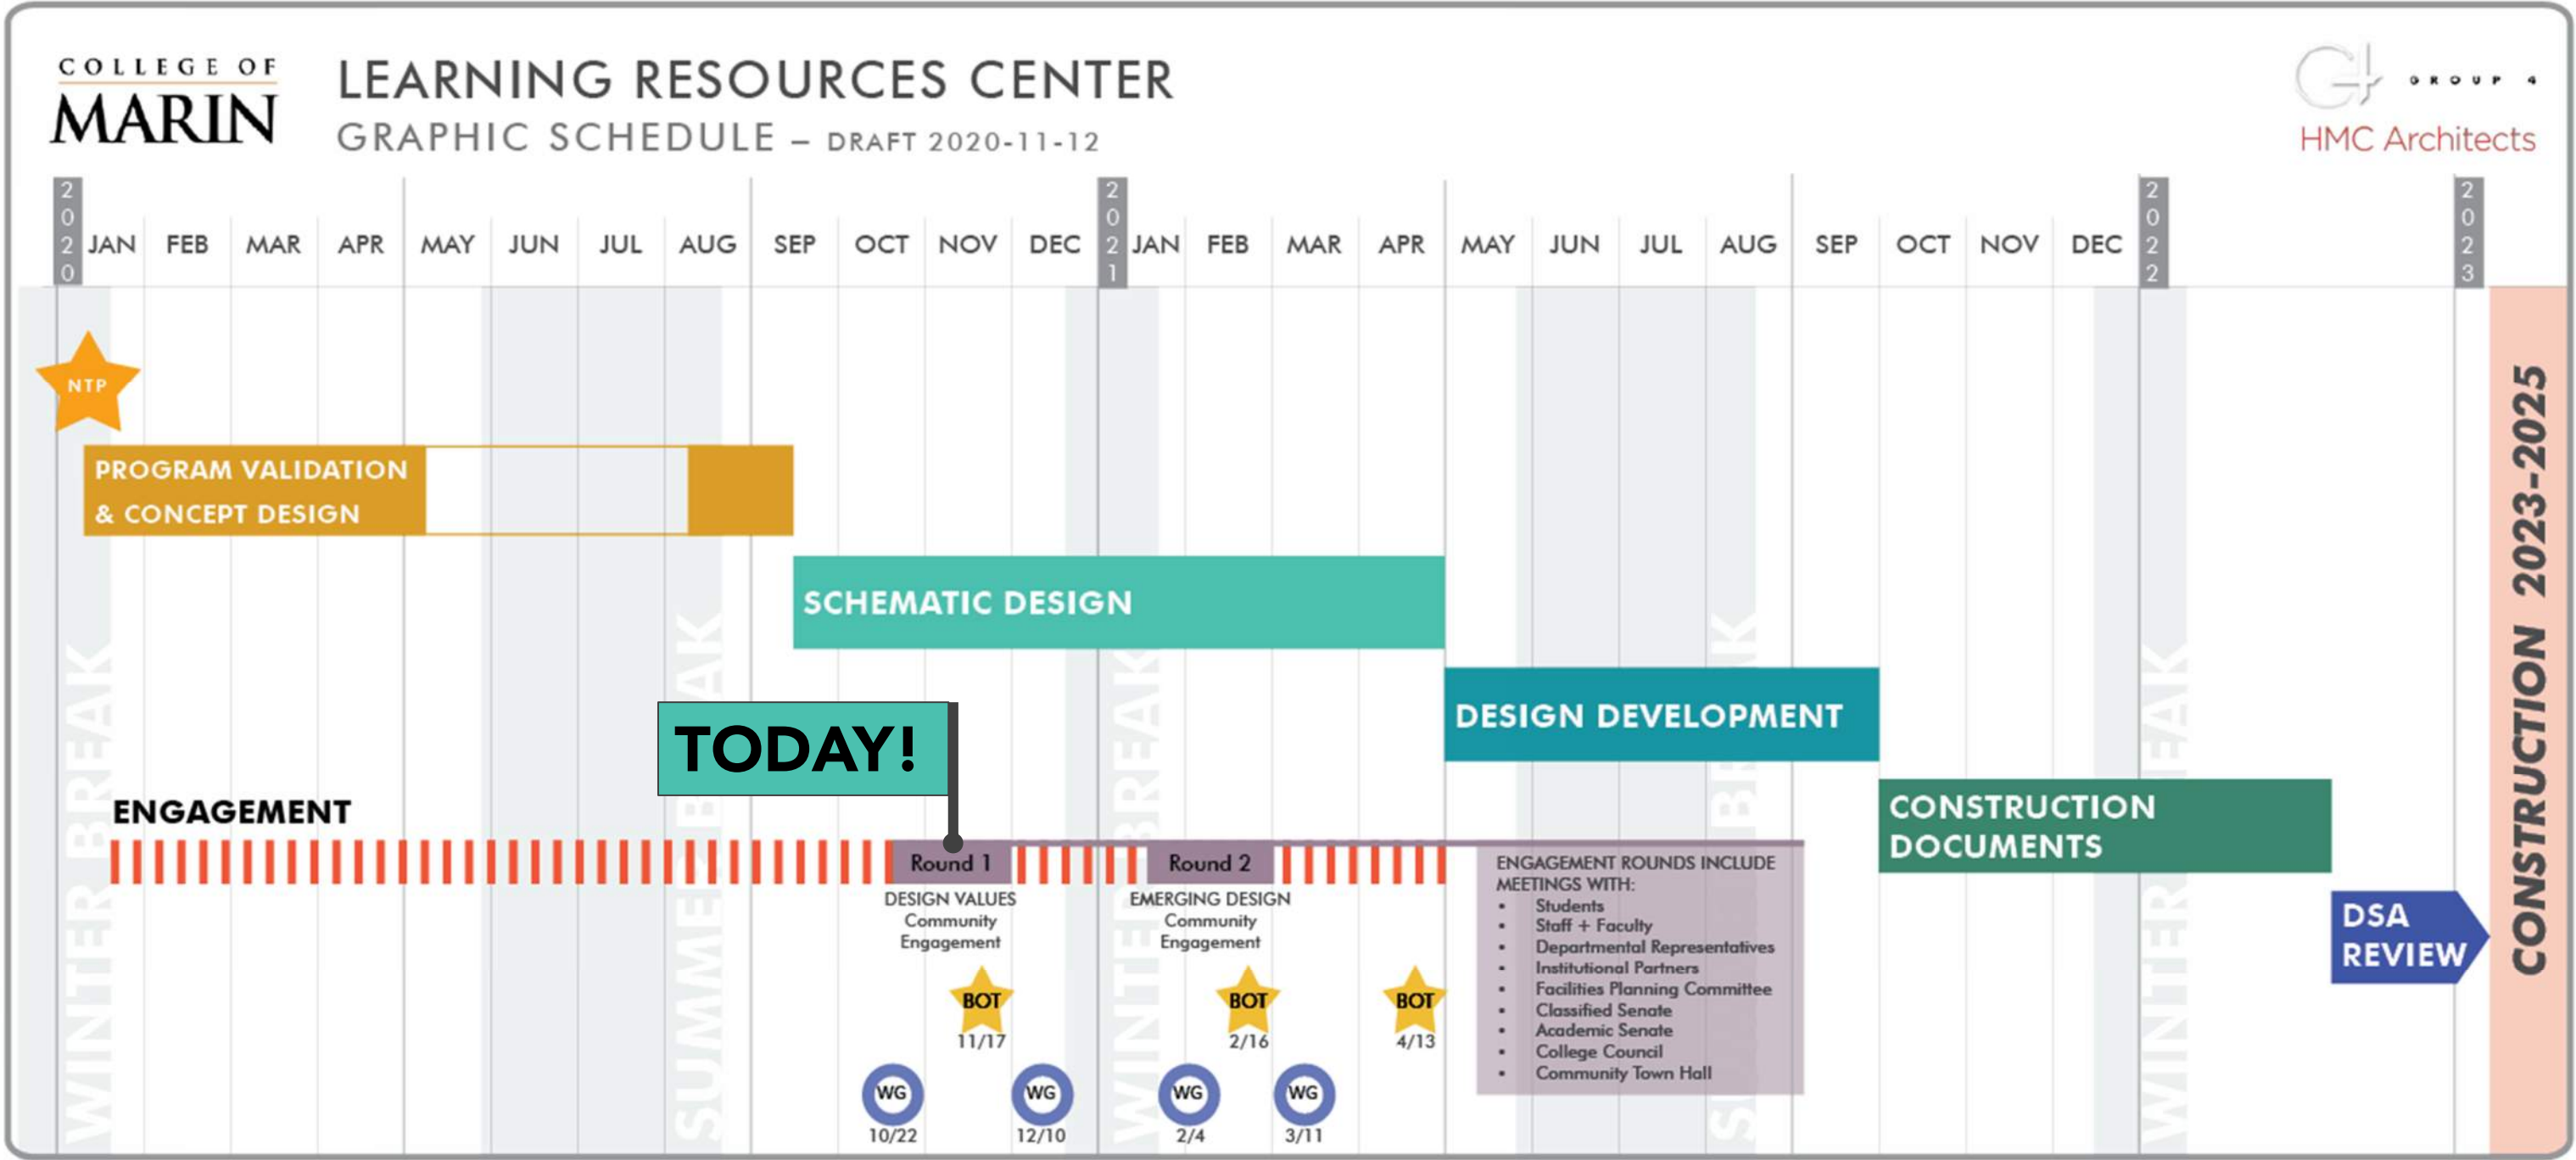 COLLEGE OF
MARIN
LEARNING RESOURCES CENTER
GRAPHIC SCHEDULE – DRAFT 2020-11-12
GROUP 4
HMC Architects
2020 JAN FEB MAR APR MAY JUN JUL AUG SEP OCT NOV DEC 2021 JAN FEB MAR APR MAY JUN JUL AUG SEP OCT NOV DEC 2022 2023
NTP
PROGRAM VALIDATION
& CONCEPT DESIGN
SCHEMATIC DESIGN
DESIGN DEVELOPMENT
TODAY!
CONSTRUCTION
DOCUMENTS
DSA
REVIEW
CONSTRUCTION 2023-2025
WINTER BREAK
SUMMER BREAK
WINTER BREAK
SUMMER BREAK
WINTER BREAK
ENGAGEMENT
Round 1
DESIGN VALUES
Community
Engagement
Round 2
EMERGING DESIGN
Community
Engagement
BOT
11/17
BOT
2/16
BOT
4/13
WG
10/22
WG
12/10
WG
2/4
WG
3/11
ENGAGEMENT ROUNDS INCLUDE
MEETINGS WITH:
▪ Students
▪ Staff + Faculty
▪ Departmental Representatives
▪ Institutional Partners
▪ Facilities Planning Committee
▪ Classified Senate
▪ Academic Senate
▪ College Council
▪ Community Town Hall